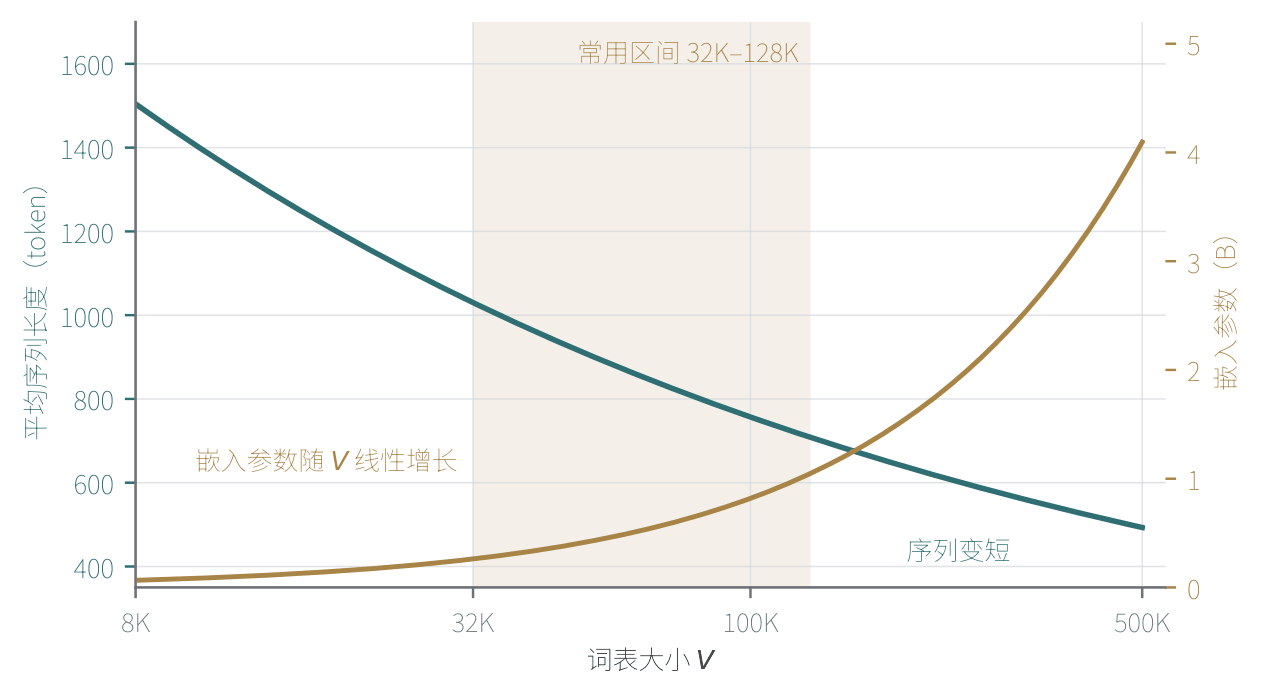 常用区间 32K–128K
1600
1400
1200
1000
800
600
400
平均序列长度（token）
5
4
3
2
1
0
嵌入参数（B）
嵌入参数随 V 线性增长
序列变短
8K
32K
100K
500K
词表大小 V